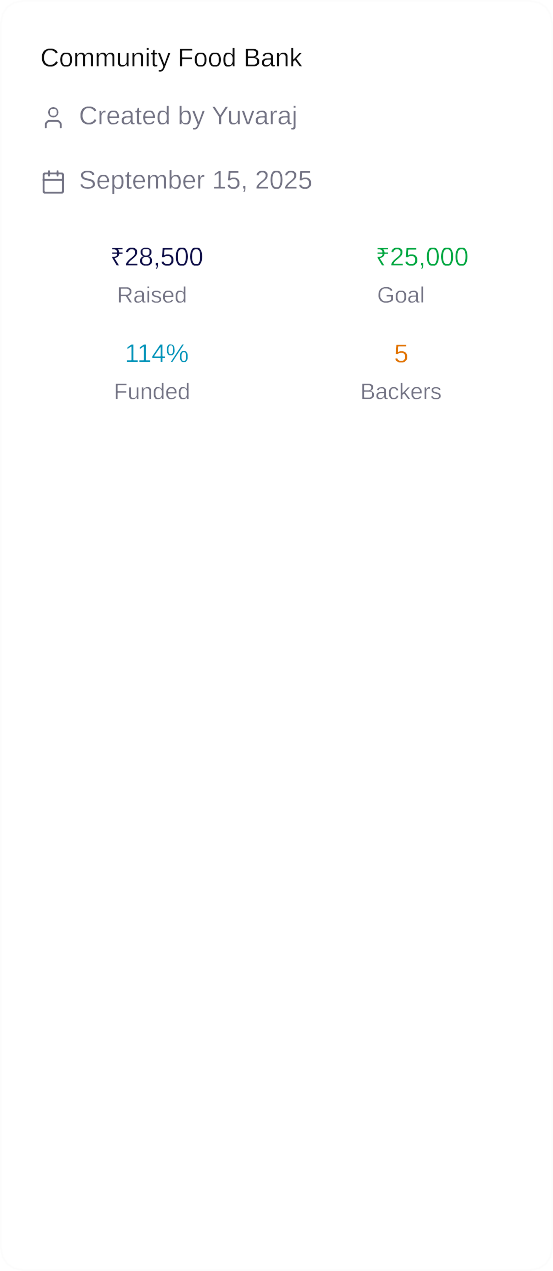 Community Food Bank
Created by Yuvaraj
September 15, 2025
₹28,500 ₹25,000
Raised Goal
114% 5
Funded Backers